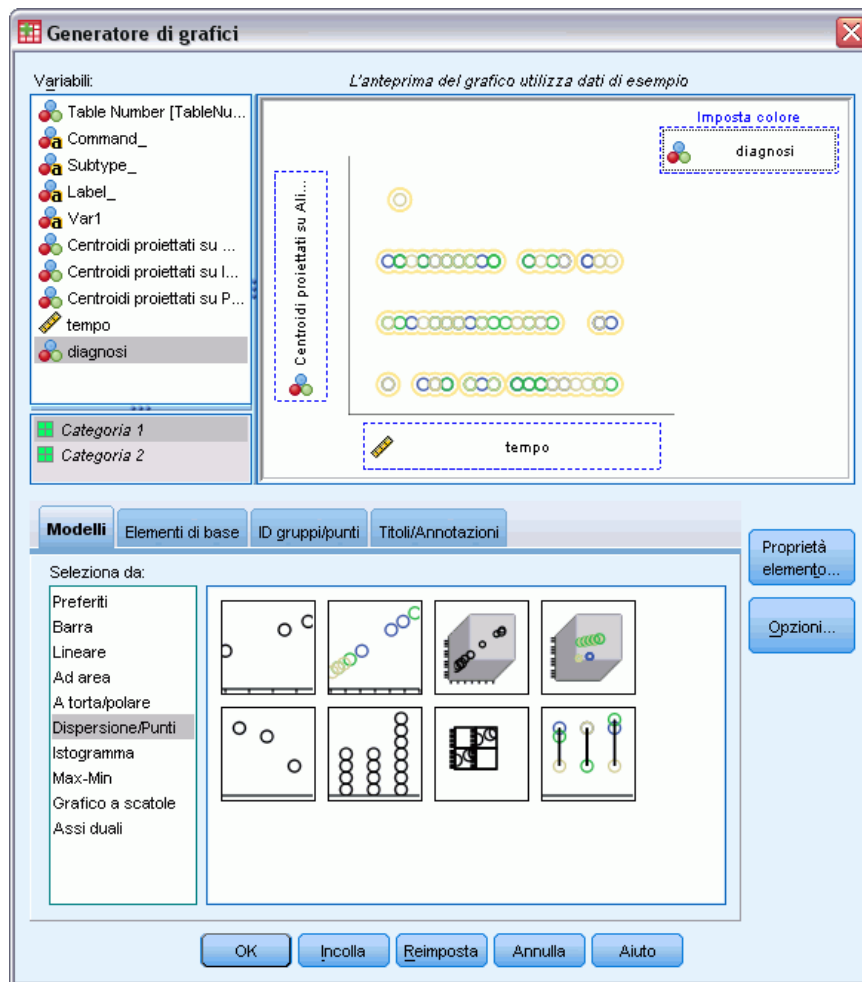 Generatore di grafici
Variabili:
L'anteprima del grafico utilizza dati di esempio
Table Number [TableNu...
Command_
Subtype_
Label_
Var1
Centroidi proiettati su ...
Centroidi proiettati su I...
Centroidi proiettati su P...
tempo
diagnosi
Categoria 1
Categoria 2
Imposta colore
diagnosi
Centroidi proiettati su Ali...
tempo
Modelli
Elementi di base
ID gruppi/punti
Titoli/Annotazioni
Seleziona da:
Preferiti
Barra
Lineare
Ad area
A torta/polare
Dispersione/Punti
Istogramma
Max-Min
Grafico a scatole
Assi duali
Proprietà
elemento...
Opzioni...
OK
Incolla
Reimposta
Annulla
Aiuto